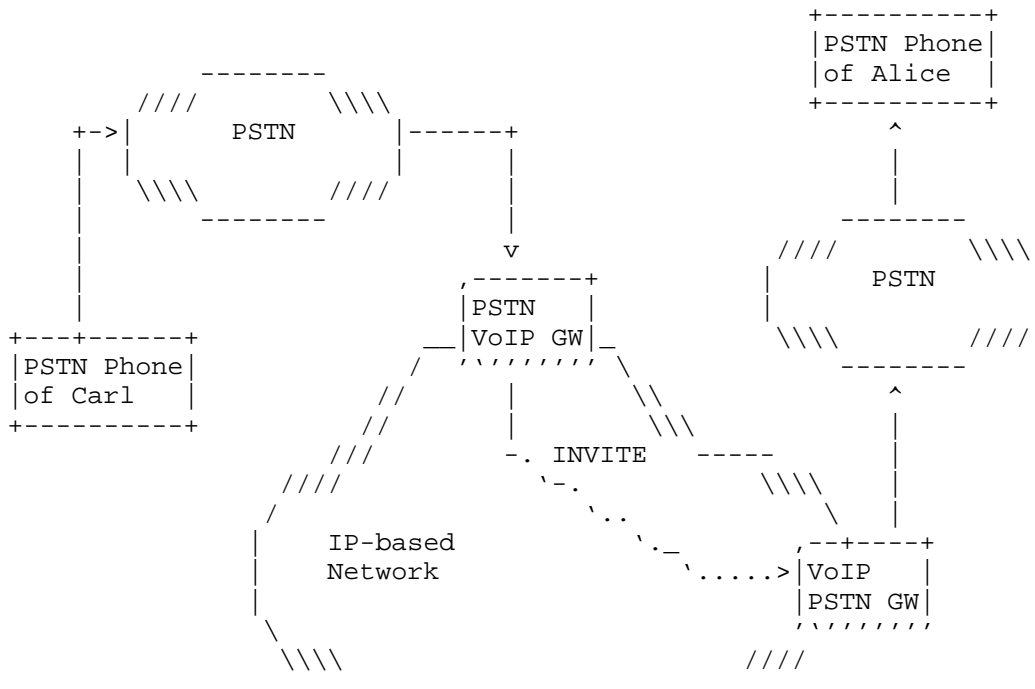 PSTN Phone
of Alice
PSTN
PSTN
PSTN
VoIP GW
PSTN Phone
of Carl
INVITE
IP-based
Network
VoIP
PSTN GW